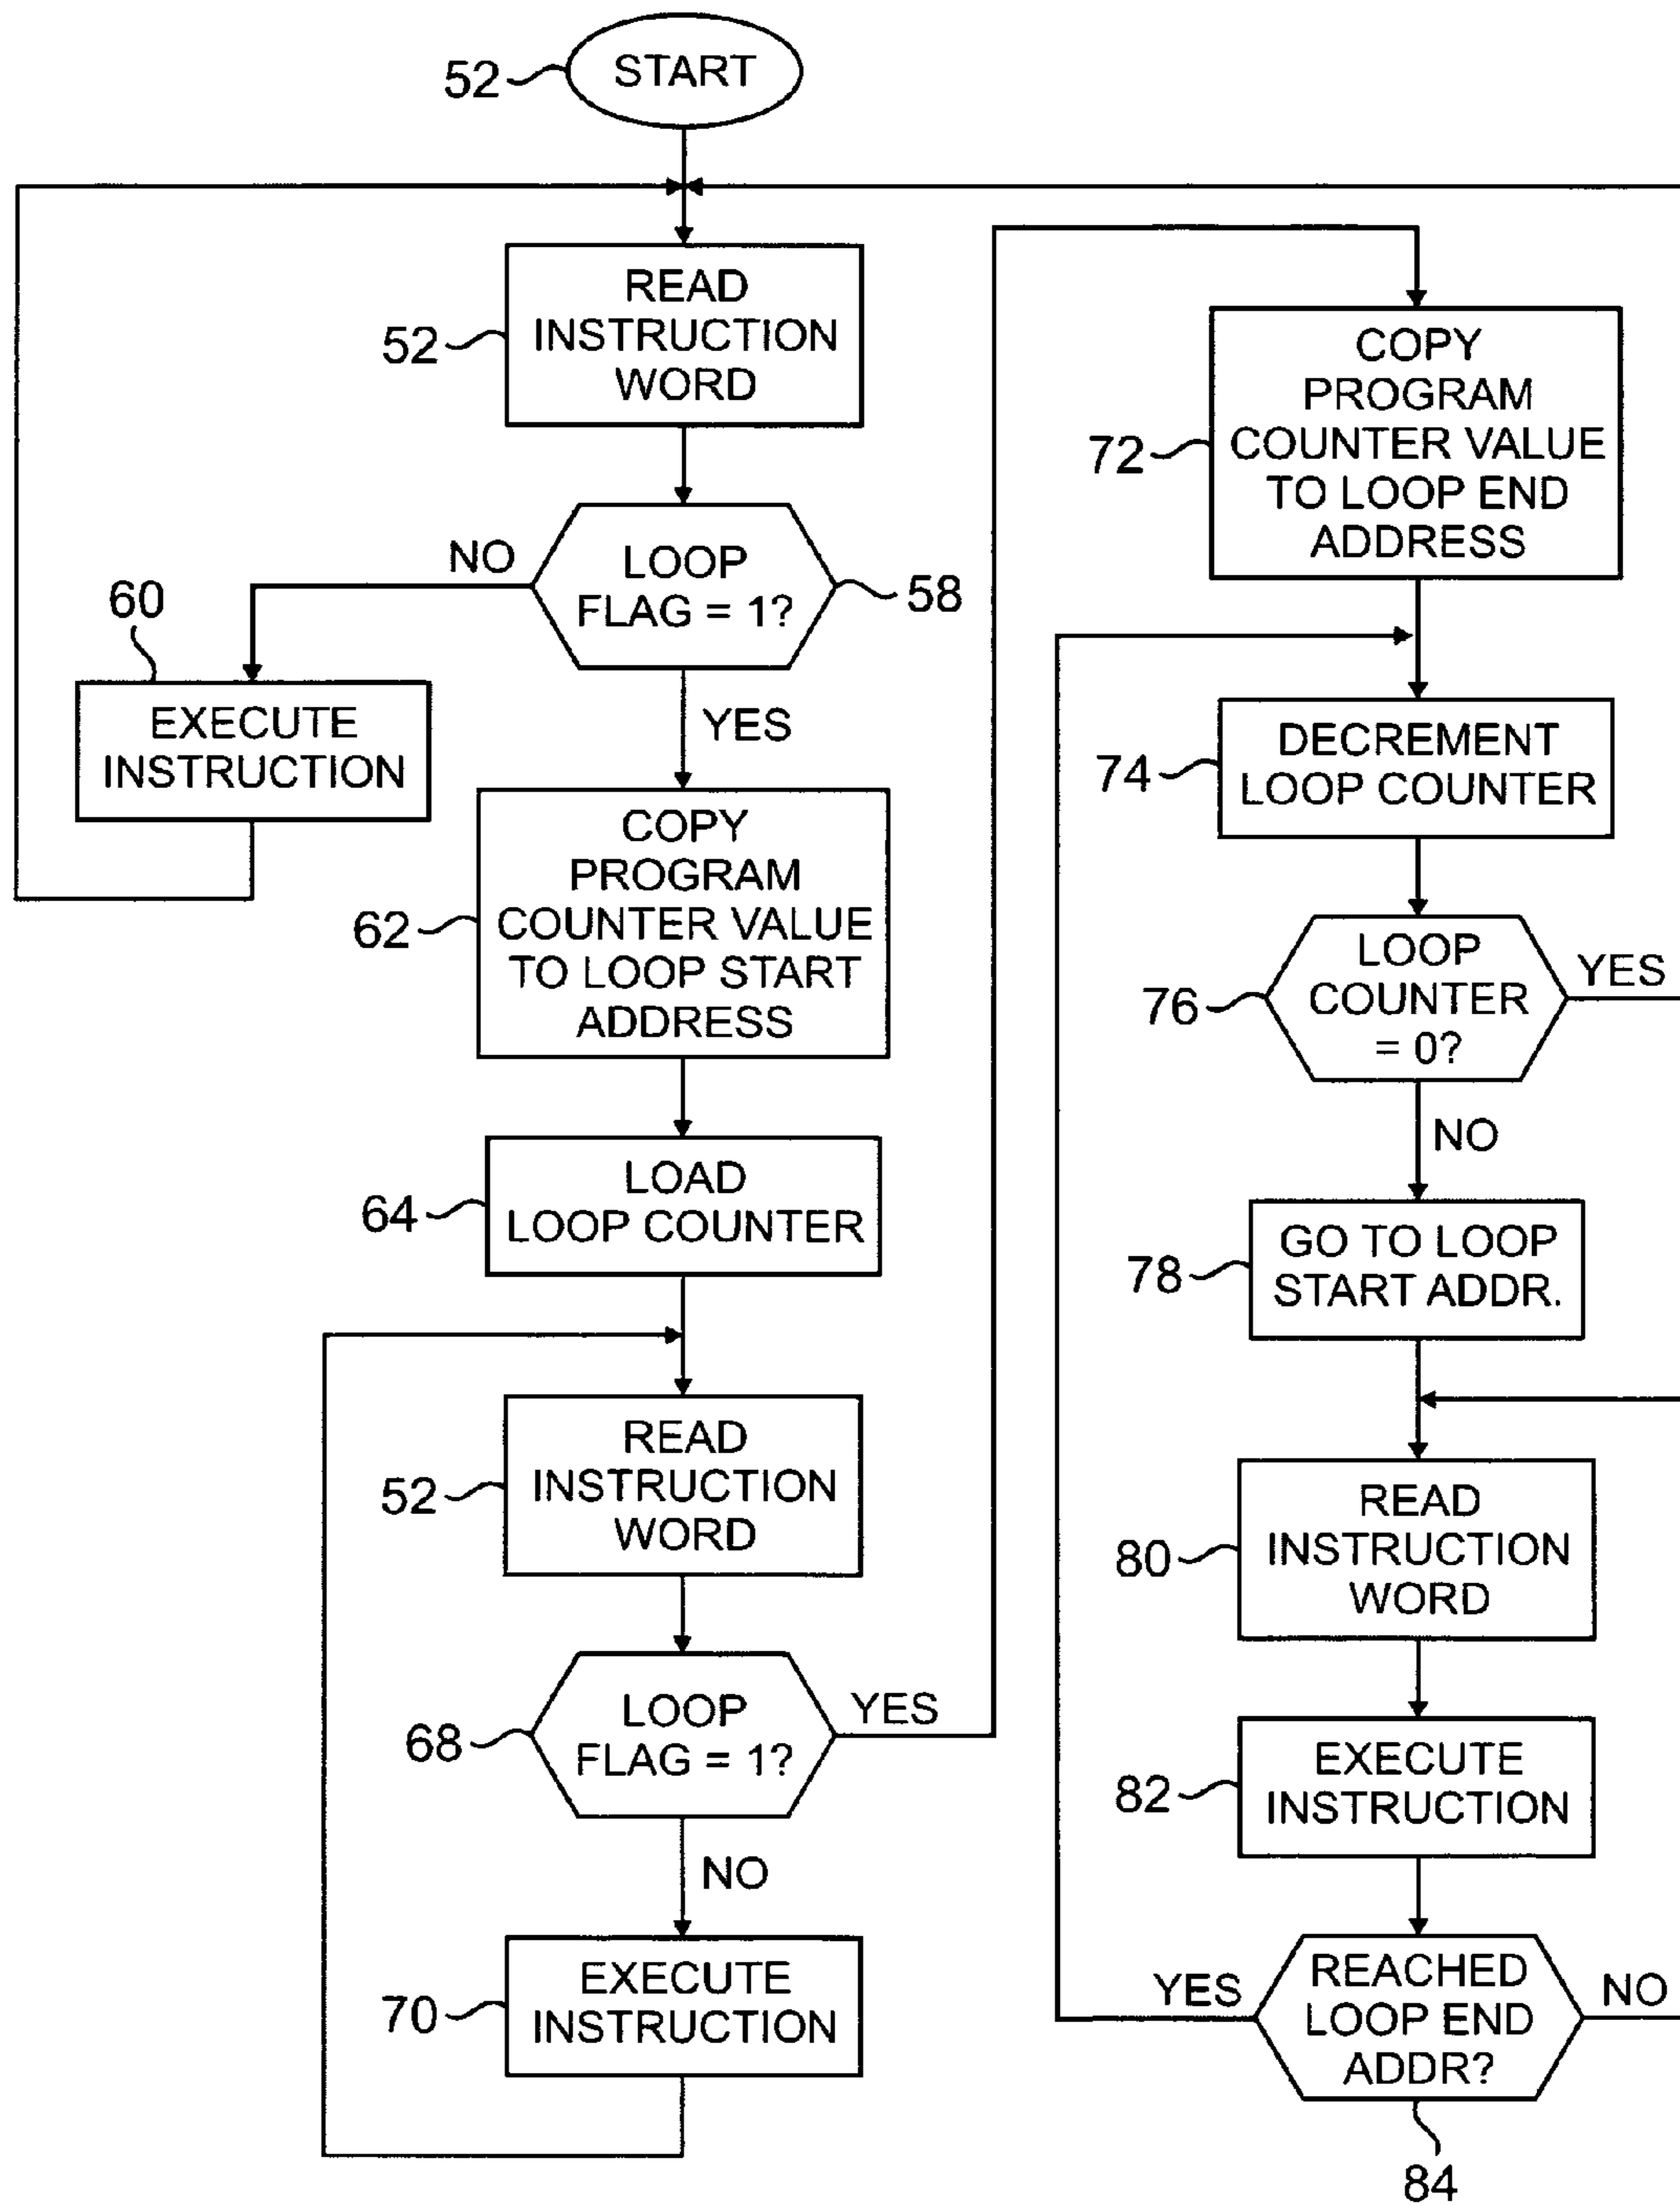 52
START
52
READ
INSTRUCTION
WORD
NO
LOOP
FLAG = 1?
58
60
EXECUTE
INSTRUCTION
YES
62
COPY
PROGRAM
COUNTER VALUE
TO LOOP START
ADDRESS
64
LOAD
LOOP COUNTER
52
READ
INSTRUCTION
WORD
68
LOOP
FLAG = 1?
YES
NO
70
EXECUTE
INSTRUCTION
72
COPY
PROGRAM
COUNTER VALUE
TO LOOP END
ADDRESS
74
DECREMENT
LOOP COUNTER
76
LOOP
COUNTER
= 0?
YES
NO
78
GO TO LOOP
START ADDR.
80
READ
INSTRUCTION
WORD
82
EXECUTE
INSTRUCTION
YES
REACHED
LOOP END
ADDR?
NO
84